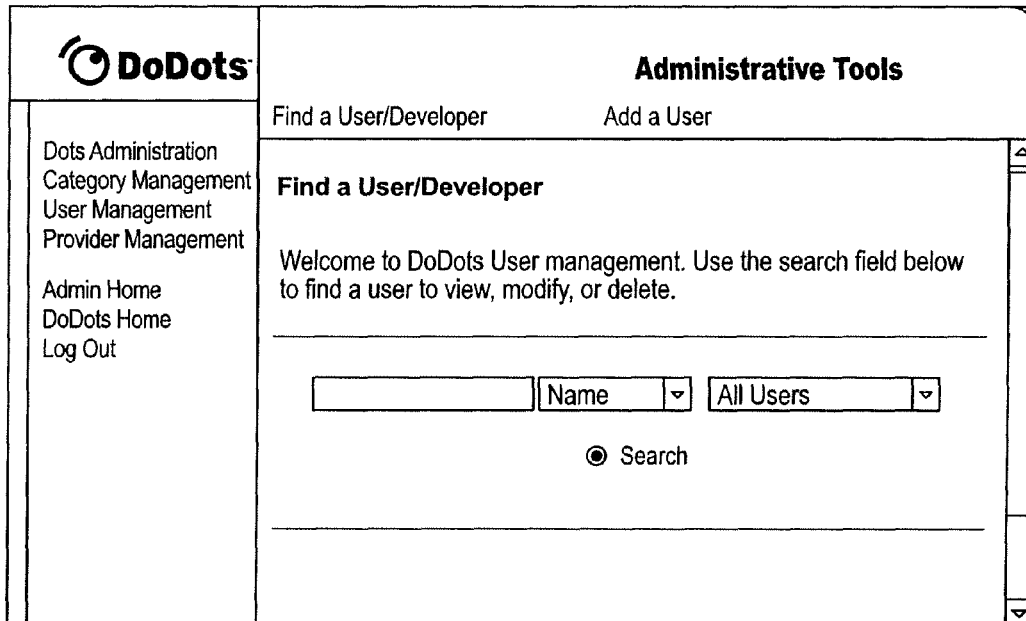 DoDots
Administrative Tools
Find a User/Developer
Add a User
Dots Administration
Category Management
User Management
Provider Management
Admin Home
DoDots Home
Log Out
Find a User/Developer
Welcome to DoDots User management. Use the search field below
to find a user to view, modify, or delete.
Name
All Users
Search